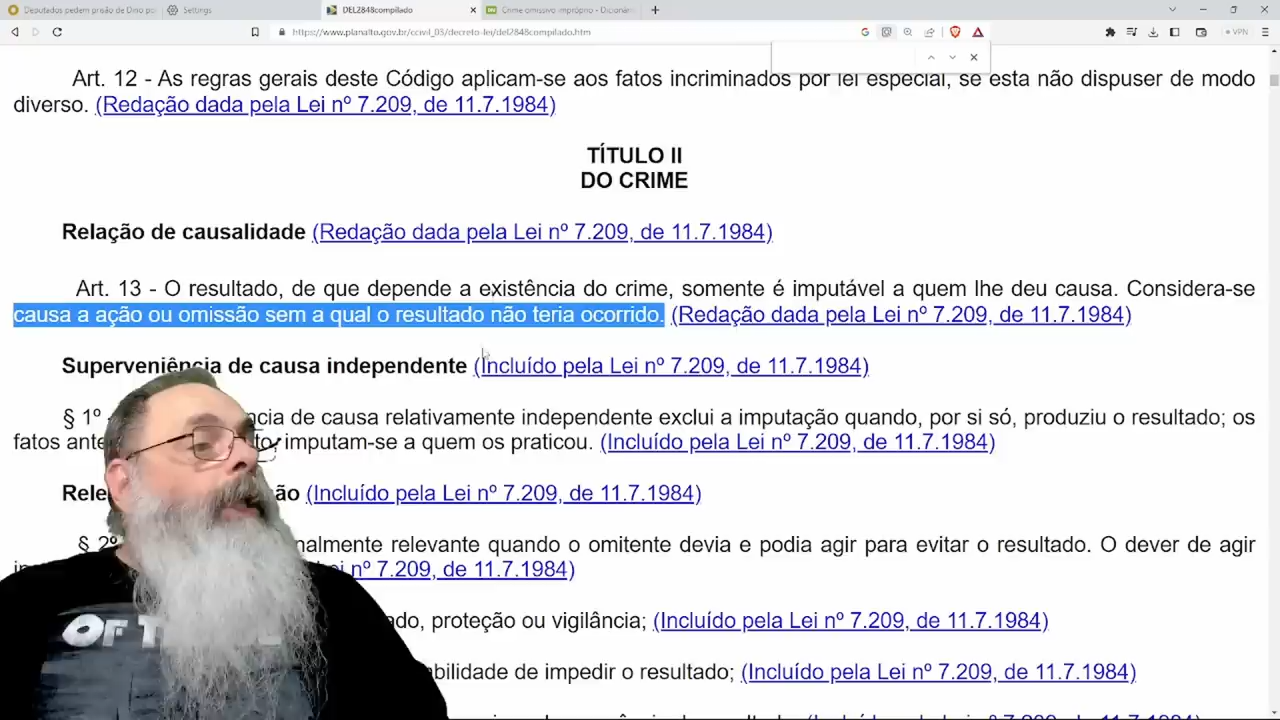 Deputados pedem prisão de Dino po
Settings
DEL2848compilado
Crime omissivo impróprio - Dicionári
https://www.planalto.gov.br/ccivil_03/decreto-lei/del2848compilado.htm
VPN
Art. 12 - As regras gerais deste Código aplicam-se aos fatos incriminados por lei especial, se esta não dispuser de modo
diverso. (Redação dada pela Lei nº 7.209, de 11.7.1984)
TÍTULO II
DO CRIME
Relação de causalidade (Redação dada pela Lei nº 7.209, de 11.7.1984)
Art. 13 - O resultado, de que depende a existência do crime, somente é imputável a quem lhe deu causa. Considera-se
causa a ação ou omissão sem a qual o resultado não teria ocorrido. (Redação dada pela Lei nº 7.209, de 11.7.1984)
Superveniência de causa independente (Incluído pela Lei nº 7.209, de 11.7.1984)
§ 1º - ncia de causa relativamente independente exclui a imputação quando, por si só, produziu o resultado; os
fatos ante to, imputam-se a quem os praticou. (Incluído pela Lei nº 7.209, de 11.7.1984)
Rele ão (Incluído pela Lei nº 7.209, de 11.7.1984)
§ 2º nalmente relevante quando o omitente devia e podia agir para evitar o resultado. O dever de agir
nº 7.209, de 11.7.1984)
OF T
ado, proteção ou vigilância; (Incluído pela Lei nº 7.209, de 11.7.1984)
bilidade de impedir o resultado; (Incluído pela Lei nº 7.209, de 11.7.1984)